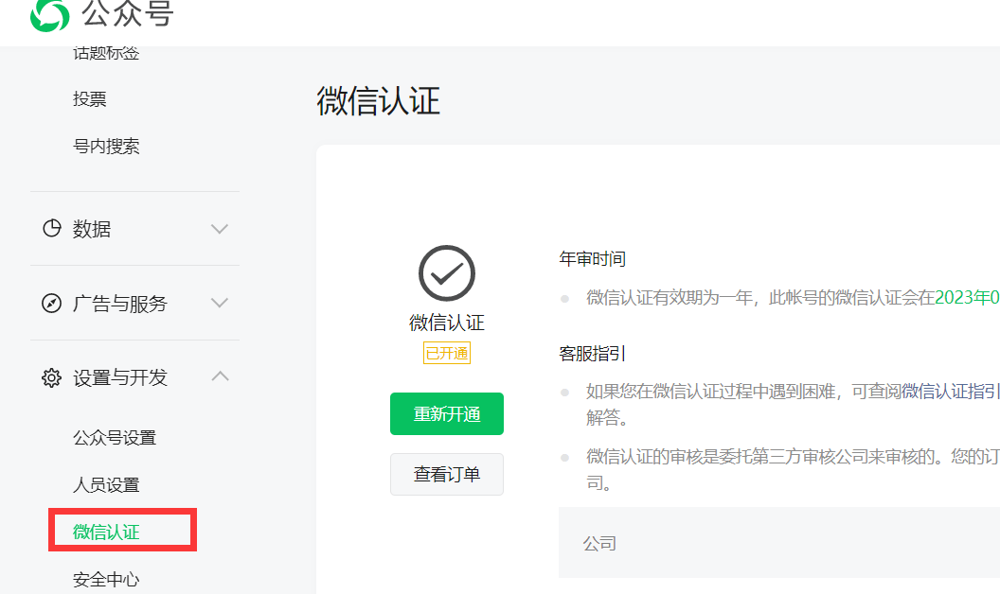 公众号
话题标签
投票
号内搜索
数据
广告与服务
设置与开发
公众号设置
人员设置
微信认证
安全中心
微信认证
微信认证
已开通
重新开通
查看订单
年审时间
微信认证有效期为一年，此帐号的微信认证会在2023年0
客服指引
如果您在微信认证过程中遇到困难，可查阅微信认证指引
解答。
微信认证的审核是委托第三方审核公司来审核的。您的订
司。
公司